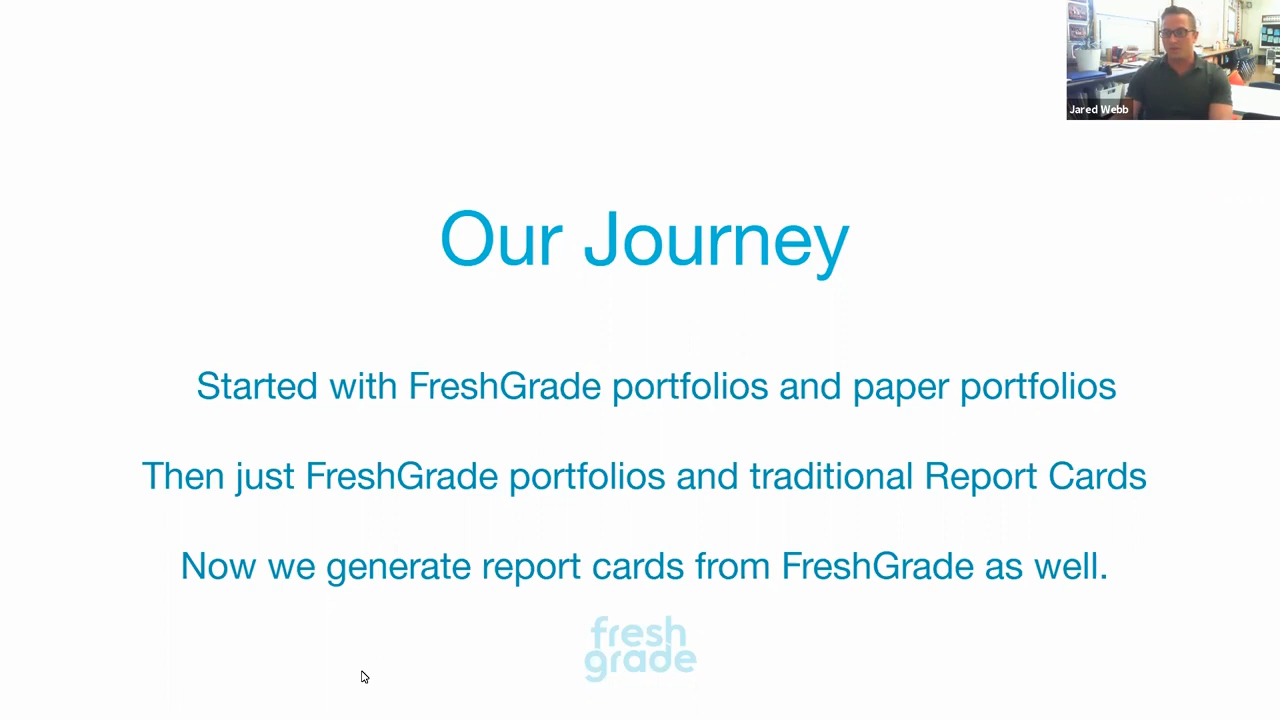 Jared Webb
Our Journey
Started with FreshGrade portfolios and paper portfolios
Then just FreshGrade portfolios and traditional Report Cards
Now we generate report cards from FreshGrade as well.
fresh
grade